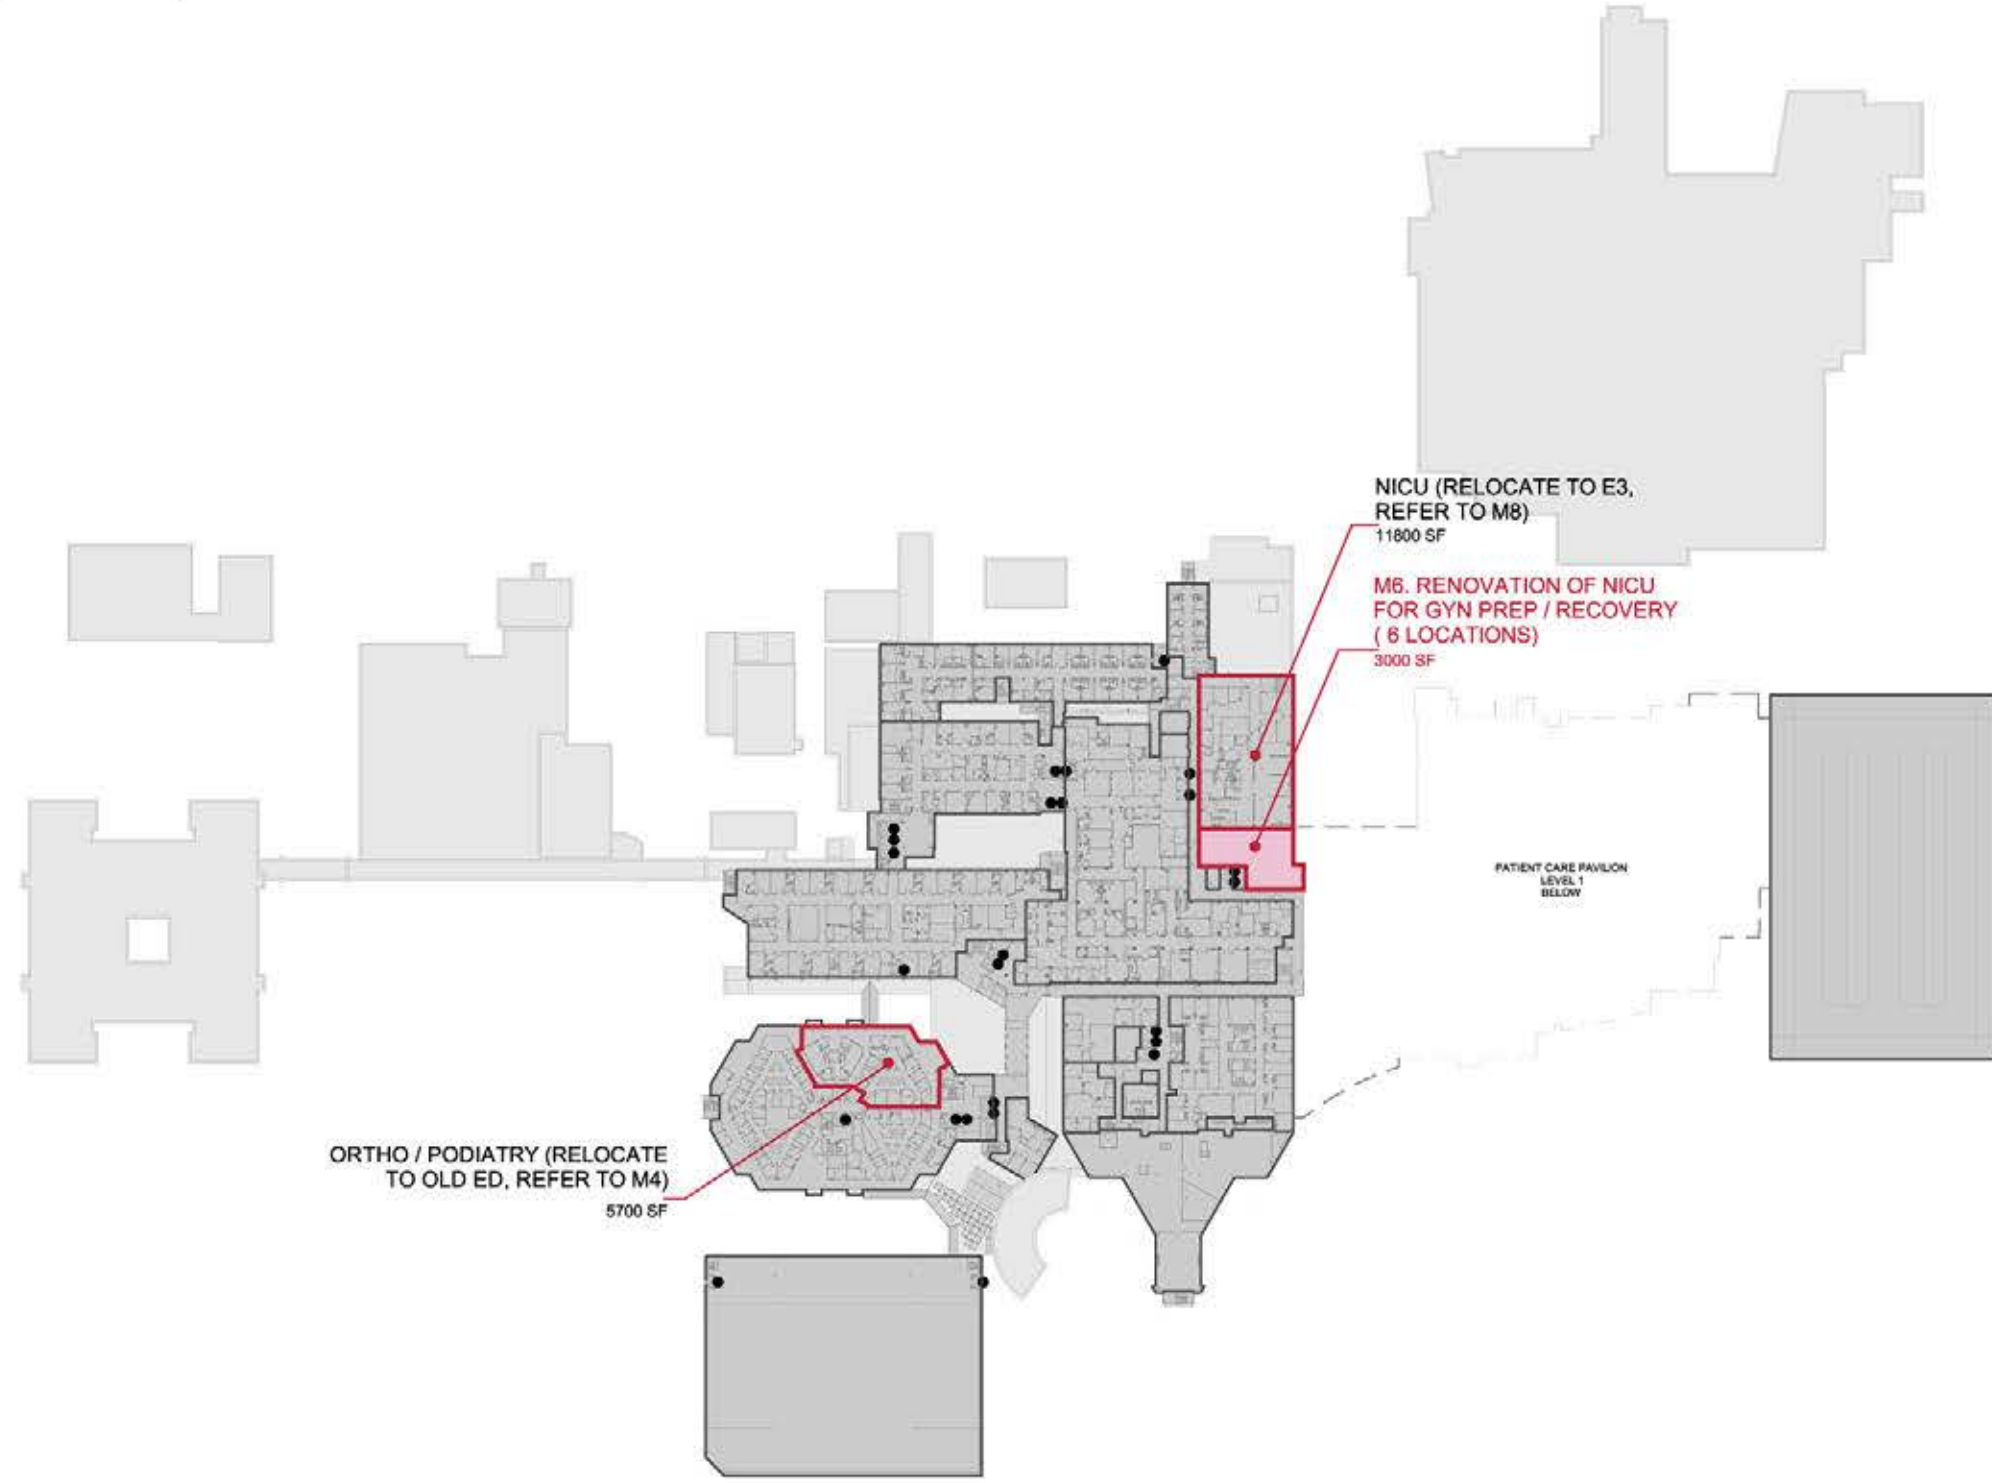 NICU (RELOCATE TO E3,
REFER TO M8)
11800 SF
M6. RENOVATION OF NICU
FOR GYN PREP / RECOVERY
( 6 LOCATIONS)
3000 SF
PATIENT CARE PAVILION
LEVEL 1
BELOW
ORTHO / PODIATRY (RELOCATE
TO OLD ED, REFER TO M4)
5700 SF